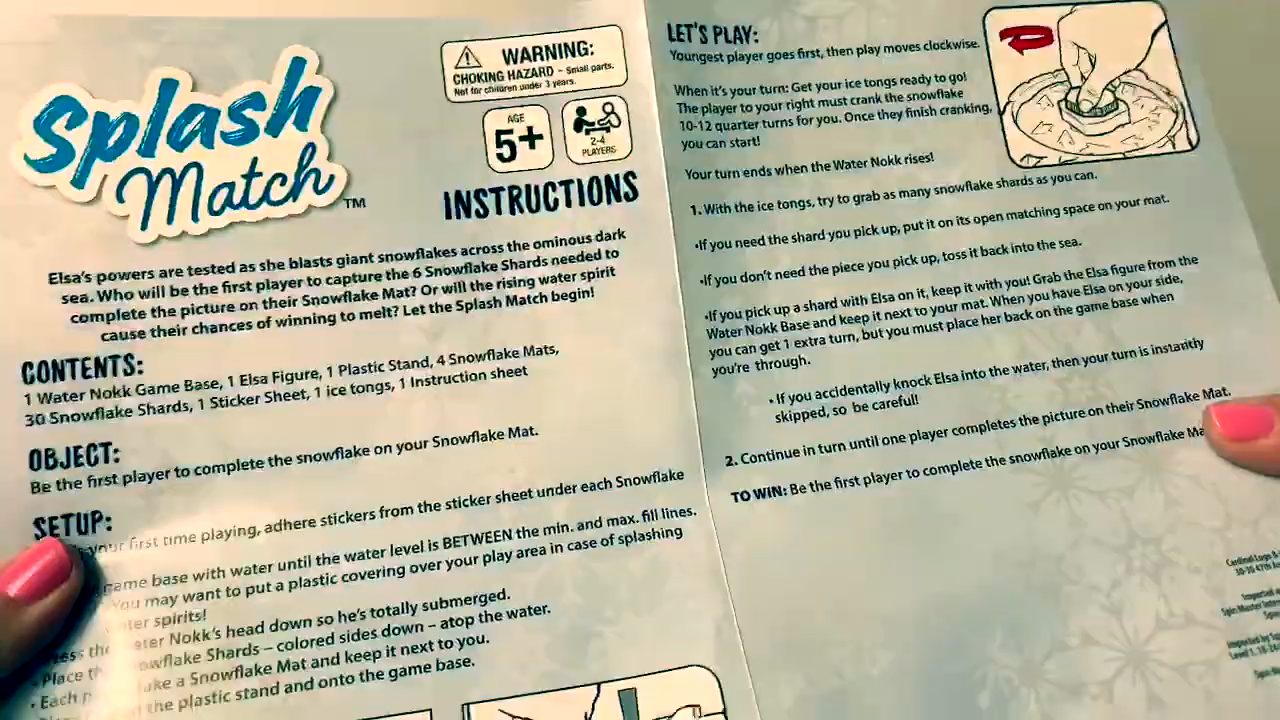 Splash
Match™
WARNING:
CHOKING HAZARD – Small parts.
Not for children under 3 years.
AGE
5+
2-4
PLAYERS
INSTRUCTIONS
Elsa's powers are tested as she blasts giant snowflakes across the ominous dark
sea. Who will be the first player to capture the 6 Snowflake Shards needed to
complete the picture on their Snowflake Mat? Or will the rising water spirit
cause their chances of winning to melt? Let the Splash Match begin!
CONTENTS:
1 Water Nokk Game Base, 1 Elsa Figure, 1 Plastic Stand, 4 Snowflake Mats,
30 Snowflake Shards, 1 Sticker Sheet, 1 ice tongs, 1 Instruction sheet
OBJECT:
Be the first player to complete the snowflake on your Snowflake Mat.
SETUP:
your first time playing, adhere stickers from the sticker sheet under each Snowflake
game base with water until the water level is BETWEEN the min. and max. fill lines.
You may want to put a plastic covering over your play area in case of splashing
spirits!
Nokk's head down so he's totally submerged.
• Place Shards – colored sides down – atop the water.
• Each a Snowflake Mat and keep it next to you.
the plastic stand and onto the game base.
LET'S PLAY:
Youngest player goes first, then play moves clockwise.
When it's your turn: Get your ice tongs ready to go!
The player to your right must crank the snowflake
10-12 quarter turns for you. Once they finish cranking,
you can start!
Your turn ends when the Water Nokk rises!
1. With the ice tongs, try to grab as many snowflake shards as you can.
•If you need the shard you pick up, put it on its open matching space on your mat.
•If you don't need the piece you pick up, toss it back into the sea.
•If you pick up a shard with Elsa on it, keep it with you! Grab the Elsa figure from the
Water Nokk Base and keep it next to your mat. When you have Elsa on your side,
you can get 1 extra turn, but you must place her back on the game base when
you're through.
• If you accidentally knock Elsa into the water, then your turn is instantly
skipped, so be careful!
2. Continue in turn until one player completes the picture on their Snowflake Mat.
TO WIN: Be the first player to complete the snowflake on your Snowflake